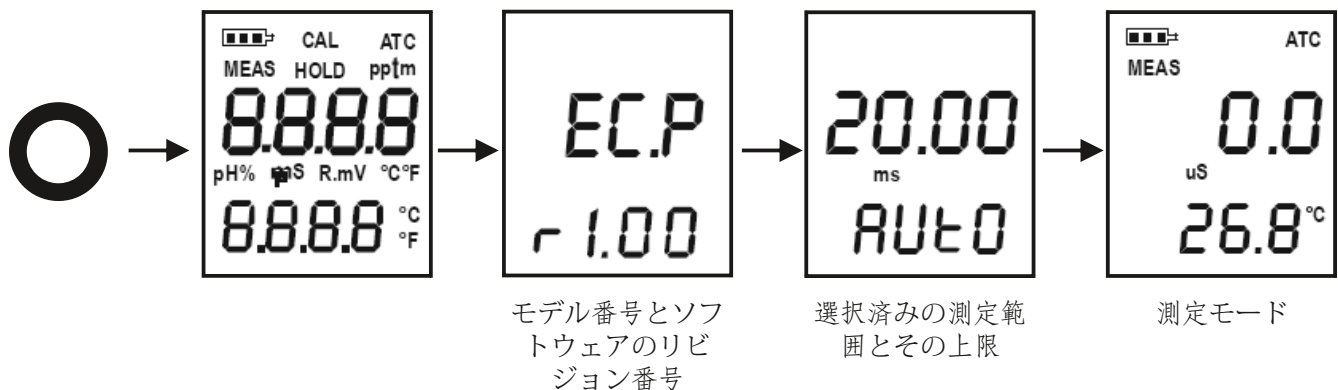 CAL ATC
MEAS HOLD pptm
8.8.8.8
pH% mS R.mV °C°F
8.8.8.8 °C
°F
EC.P
r 1.00
モデル番号とソフ
トウェアのリビ
ジョン番号
20.00
ms
AUtO
選択済みの測定範
囲とその上限
ATC
MEAS
0.0
uS
26.8 °C
測定モード